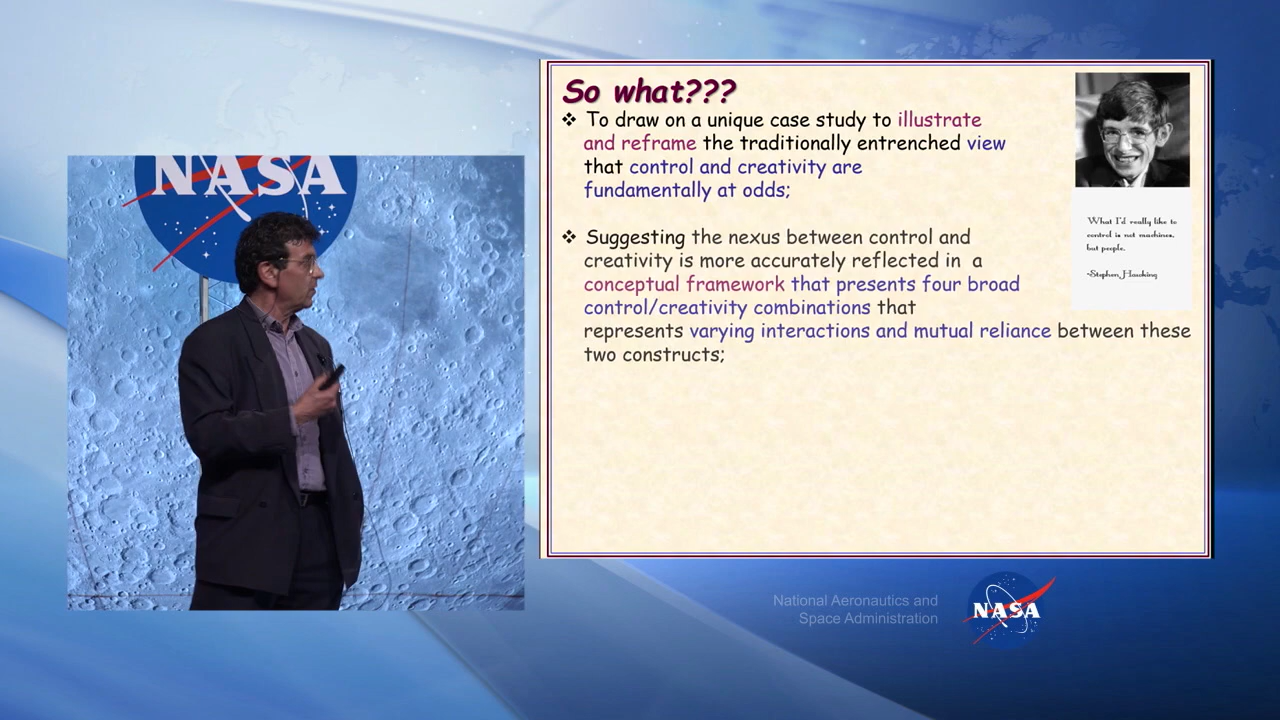 NASA
So what???
❖ To draw on a unique case study to illustrate
and reframe the traditionally entrenched view
that control and creativity are
fundamentally at odds;
❖ Suggesting the nexus between control and
creativity is more accurately reflected in a
conceptual framework that presents four broad
control/creativity combinations that
represents varying interactions and mutual reliance between these
two constructs;
What I'd really like to
control is not machines,
but people.
-Stephen Hawking
National Aeronautics and
Space Administration
NASA